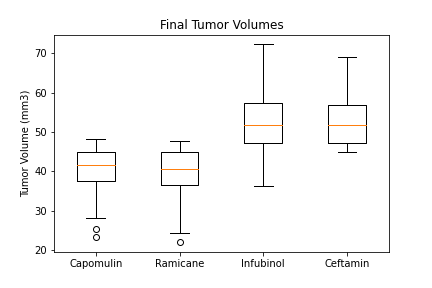 Final Tumor Volumes
Tumor Volume (mm3)
70
60
50
40
30
20
Capomulin
Ramicane
Infubinol
Ceftamin